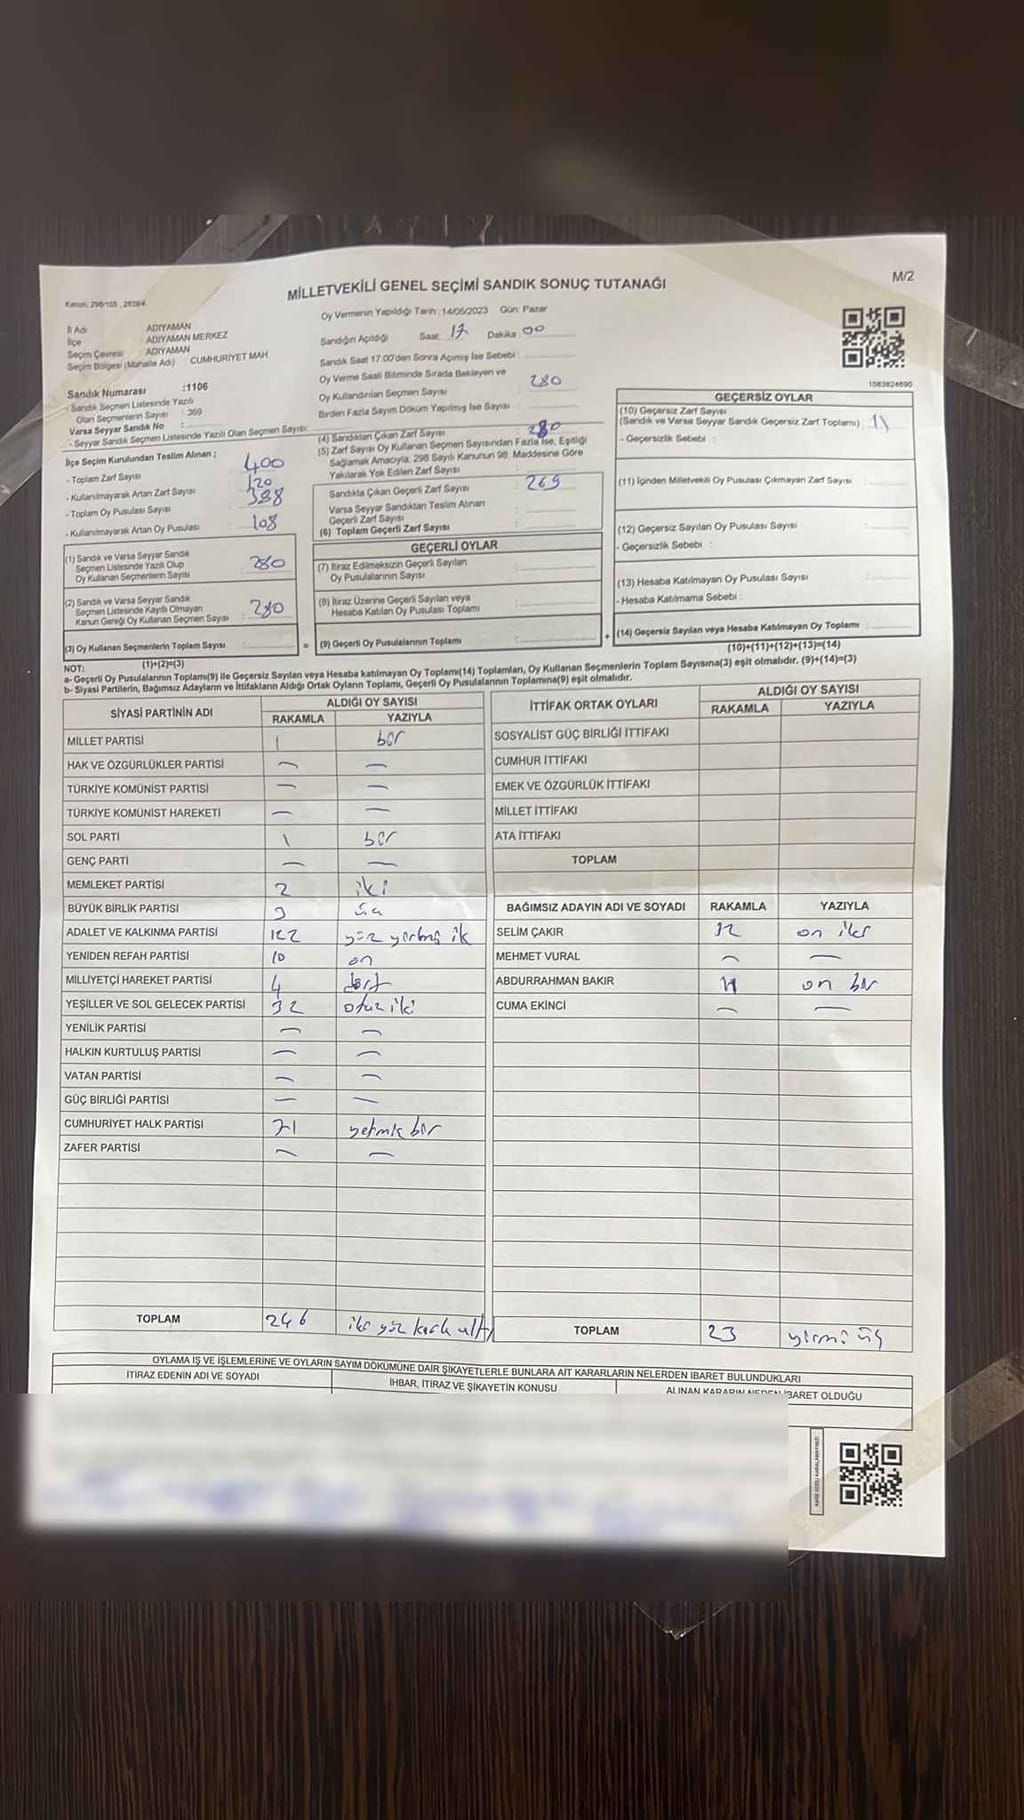 M/2
MİLLETVEKİLİ GENEL SEÇİMİ SANDIK SONUÇ TUTANAĞI
Oy Vermenin Yapıldığı Tarih : 14/05/2023 Gün: Pazar
İl Adı ADIYAMAN
İlçe ADIYAMAN MERKEZ
Seçim Çevresi ADIYAMAN
Seçim Bölgesi (Mahalle Adı) : CUMHURİYET MAH
Sandık Numarası :1106
- Sandık Seçmen Listesinde Yazılı
Olan Seçmenlerin Sayısı : 369
Varsa Seyyar Sandık No :
- Seyyar Sandık Seçmen Listesinde Yazılı Olan Seçmen Sayısı:
Sandığın Açıldığı Saat: 17 Dakika: 00
Sandık Saat 17.00'den Sonra Açımış İse Sebebi :
Oy Verme Saati Bitiminde Sırada Bekleyen ve
Oy Kullandırılan Seçmen Sayısı : 280
Birden Fazla Sayım Döküm Yapılmış İse Sayısı :
1083824690
İlçe Seçim Kurulundan Teslim Alınan ;
- Toplam Zarf Sayısı 400
- Kullanılmayarak Artan Zarf Sayısı 120
- Toplam Oy Pusulası Sayısı 388
- Kullanılmayarak Artan Oy Pusulası 108
(1) Sandık ve Varsa Seyyar Sandık
Seçmen Listesinde Yazılı Olup
Oy Kullanan Seçmenlerin Sayısı 280
(2) Sandık ve Varsa Seyyar Sandık
Seçmen Listesinde Kayıtlı Olmayan
Kanun Gereği Oy Kullanan Seçmen Sayısı 280
(3) Oy Kullanan Seçmenlerin Toplam Sayısı
(4) Sandıktan Çıkan Zarf Sayısı 280
(5) Zarf Sayısı Oy Kullanan Seçmen Sayısından Fazla İse, Eşitliği
Sağlamak Amacıyla, 298 Sayılı Kanunun 98. Maddesine Göre
Yakılarak Yok Edilen Zarf Sayısı
Sandıkta Çıkan Geçerli Zarf Sayısı : 269
Varsa Seyyar Sandıktan Teslim Alınan
Geçerli Zarf Sayısı :
(6) Toplam Geçerli Zarf Sayısı :
GEÇERLİ OYLAR
(7) İtiraz Edilmeksizin Geçerli Sayılan
Oy Pusulalarının Sayısı
(8) İtiraz Üzerine Geçerli Sayılan veya
Hesaba Katılan Oy Pusulası Toplamı
= (9) Geçerli Oy Pusulalarının Toplamı
GEÇERSİZ OYLAR
(10) Geçersiz Zarf Sayısı
(Sandık ve Varsa Seyyar Sandık Geçersiz Zarf Toplamı) : 11
- Geçersizlik Sebebi :
(11) İçinden Milletvekili Oy Pusulası Çıkmayan Zarf Sayısı :
(12) Geçersiz Sayılan Oy Pusulası Sayısı :
- Geçersizlik Sebebi :
(13) Hesaba Katılmayan Oy Pusulası Sayısı :
- Hesaba Katılmama Sebebi :
+ (14) Geçersiz Sayılan veya Hesaba Katılmayan Oy Toplamı :
(10)+(11)+(12)+(13)=(14)
NOT: (1)+(2)=(3)
a- Geçerli Oy Pusulalarının Toplamı(9) ile Geçersiz Sayılan veya Hesaba katılmayan Oy Toplamı(14) Toplamları, Oy Kullanan Seçmenlerin Toplam Sayısına(3) eşit olmalıdır. (9)+(14)=(3)
b- Siyasi Partilerin, Bağımsız Adayların ve İttifakların Aldığı Ortak Oyların Toplamı, Geçerli Oy Pusulalarının Toplamına(9) eşit olmalıdır.
SİYASİ PARTİNİN ADI ALDIĞI OY SAYISI
RAKAMLA YAZIYLA
MİLLET PARTİSİ 1 bir
HAK VE ÖZGÜRLÜKLER PARTİSİ — —
TÜRKİYE KOMÜNİST PARTİSİ — —
TÜRKİYE KOMÜNİST HAREKETİ — —
SOL PARTİ 1 bir
GENÇ PARTİ — —
MEMLEKET PARTİSİ 2 iki
BÜYÜK BİRLİK PARTİSİ 3 üç
ADALET VE KALKINMA PARTİSİ 122 yüz yirmi ik
YENİDEN REFAH PARTİSİ 10 on
MİLLİYETÇİ HAREKET PARTİSİ 4 dört
YEŞİLLER VE SOL GELECEK PARTİSİ 32 otuz iki
YENİLİK PARTİSİ — —
HALKIN KURTULUŞ PARTİSİ — —
VATAN PARTİSİ — —
GÜÇ BİRLİĞİ PARTİSİ — —
CUMHURİYET HALK PARTİSİ 71 yetmiş bir
ZAFER PARTİSİ — —
TOPLAM 246 iki yüz kırk altı
İTTİFAK ORTAK OYLARI ALDIĞI OY SAYISI
RAKAMLA YAZIYLA
SOSYALİST GÜÇ BİRLİĞİ İTTİFAKI
CUMHUR İTTİFAKI
EMEK VE ÖZGÜRLÜK İTTİFAKI
MİLLET İTTİFAKI
ATA İTTİFAKI
TOPLAM
BAĞIMSIZ ADAYIN ADI VE SOYADI RAKAMLA YAZIYLA
SELİM ÇAKIR 12 on iki
MEHMET VURAL — —
ABDURRAHMAN BAKIR 11 on bir
CUMA EKİNCİ — —
TOPLAM 23 yirmi üç
OYLAMA İŞ VE İŞLEMLERİNE VE OYLARIN SAYIM DÖKÜMÜNE DAİR ŞİKAYETLERLE BUNLARA AİT KARARLARIN NELERDEN İBARET BULUNDUKLARI
İTİRAZ EDENİN ADI VE SOYADI İHBAR, İTİRAZ VE ŞİKAYETİN KONUSU ALINAN KARARIN NEDEN İBARET OLDUĞU